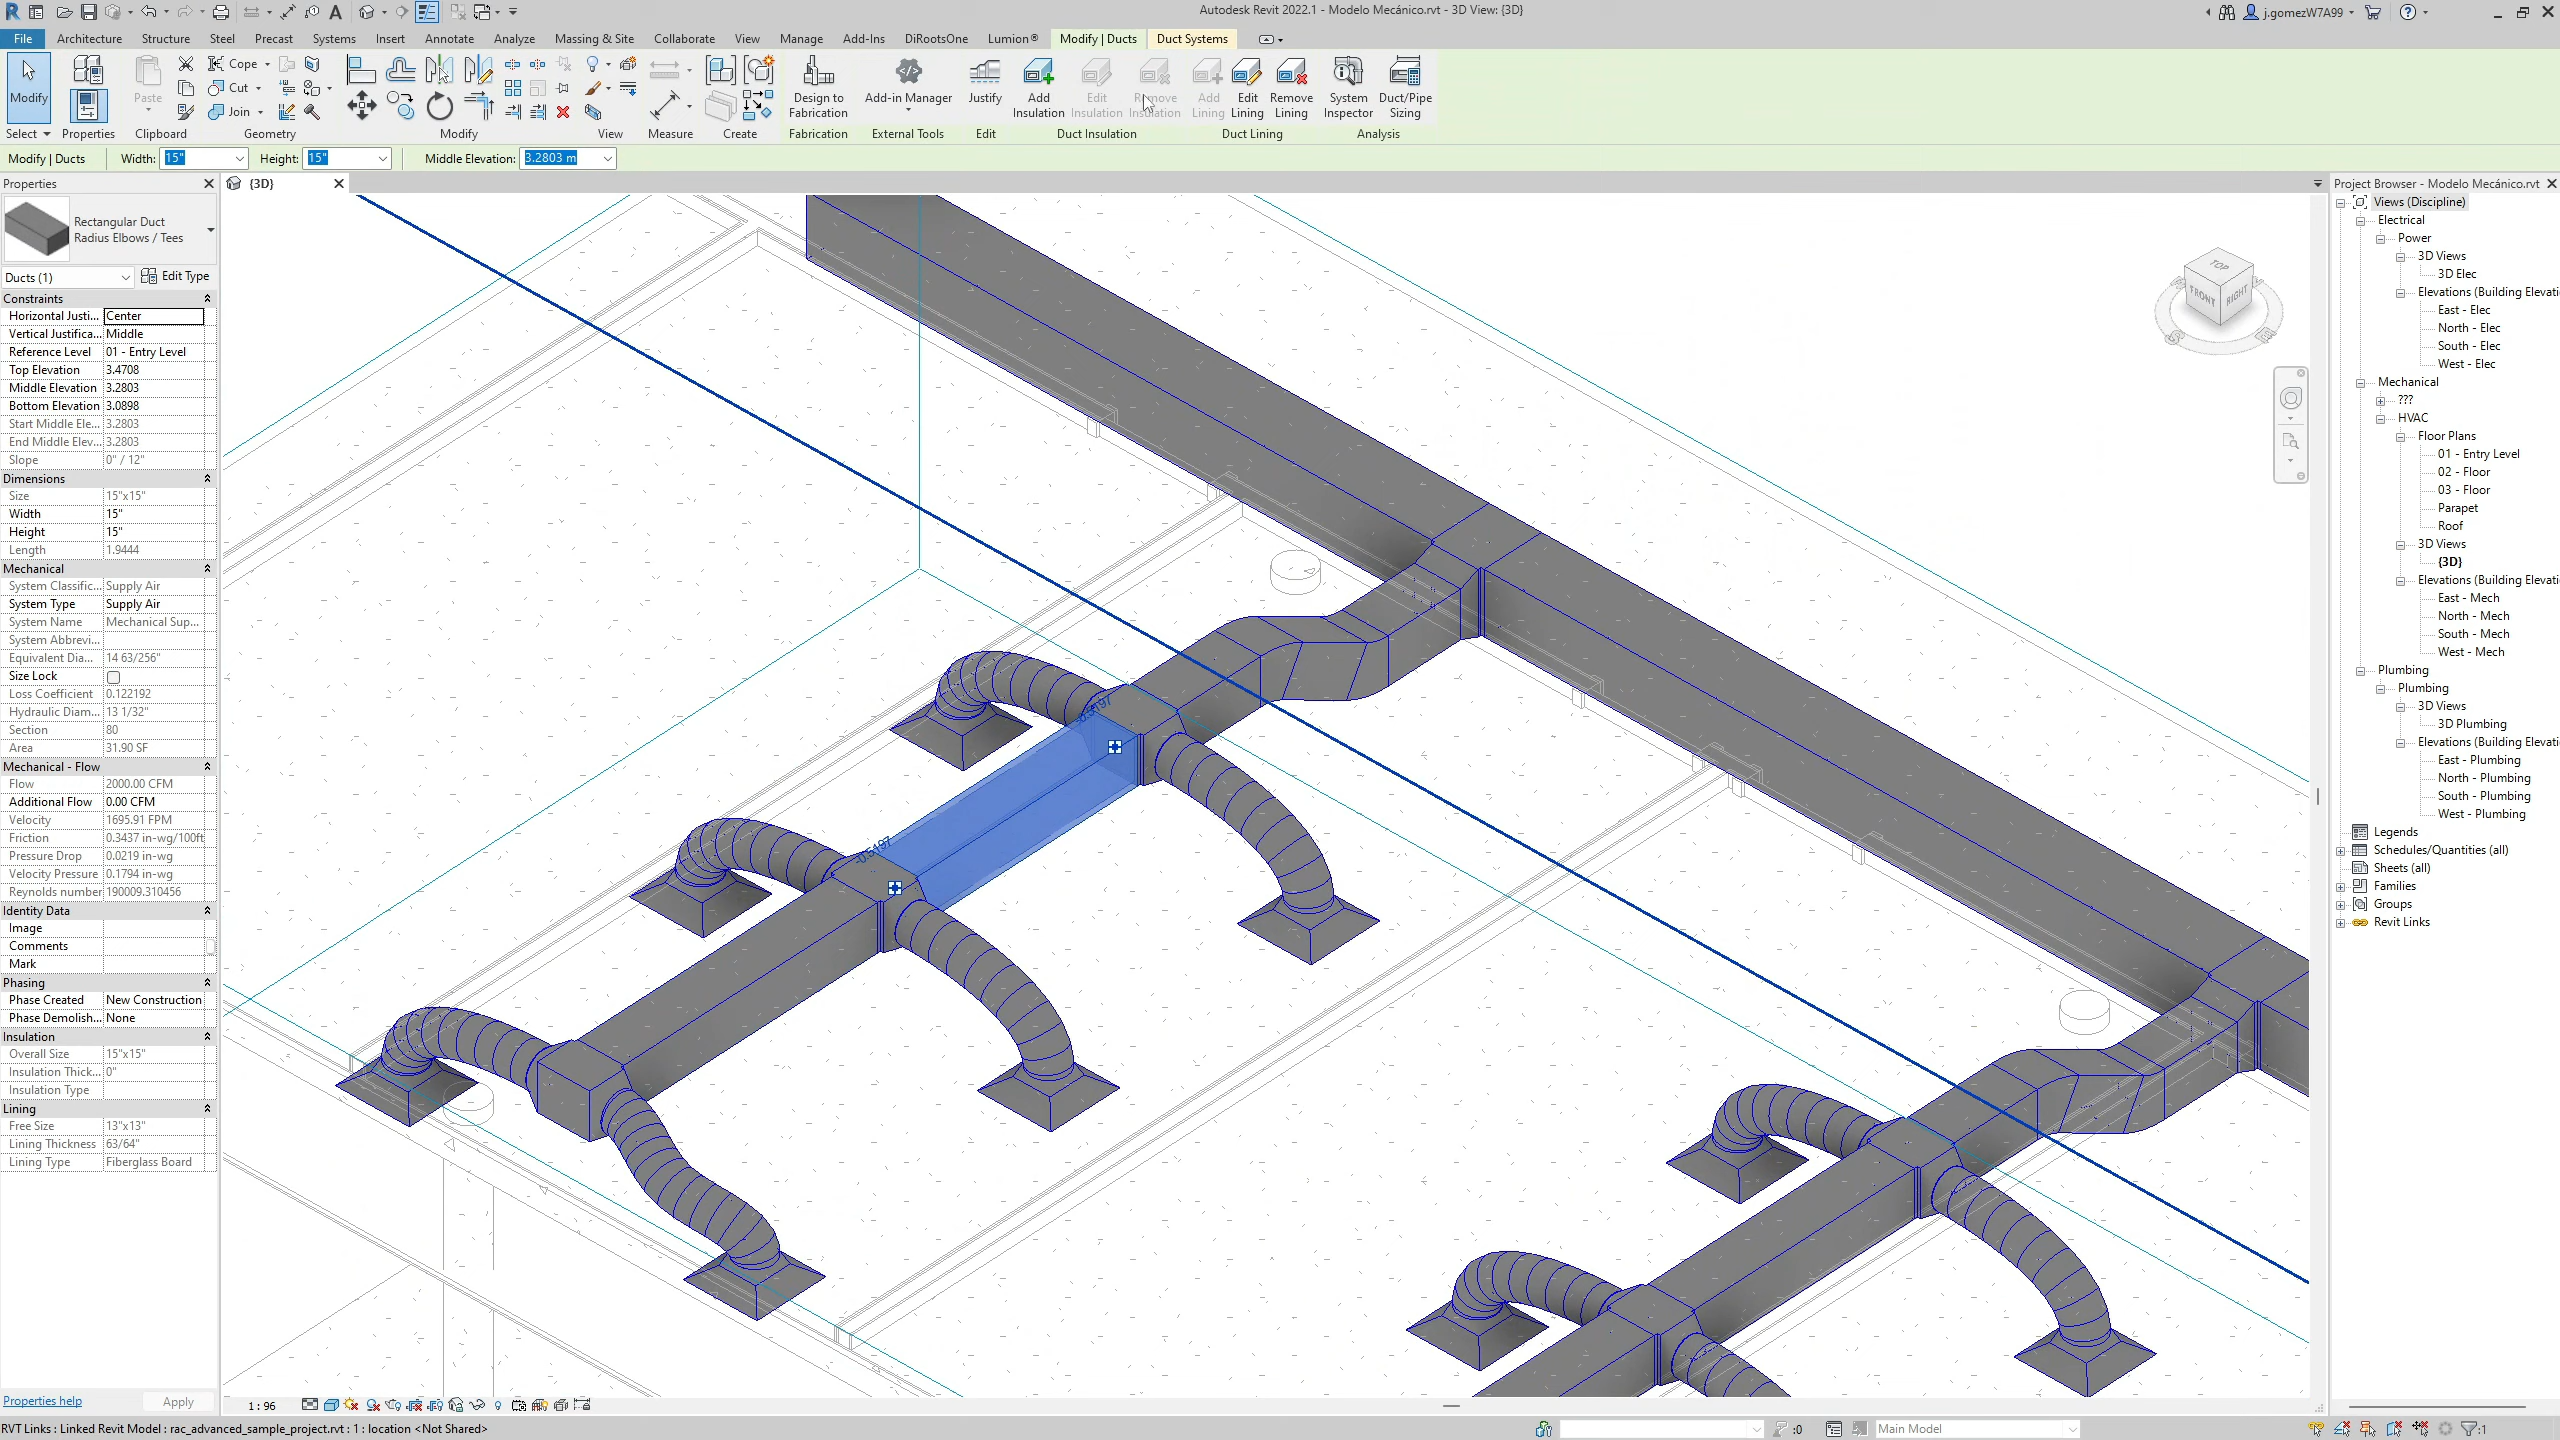 Autodesk Revit 2022.1 - Modelo Mecánico.rvt - 3D View: {3D}
j.gomezW7A99
File Architecture Structure Steel Precast Systems Insert Annotate Analyze Massing & Site Collaborate View Manage Add-Ins DiRootsOne Lumion® Modify | Ducts Duct Systems
Modify
Paste
Cope
Cut
Join
Design to Fabrication
Add-in Manager
Justify
Add Insulation
Edit Insulation
Remove Insulation
Add Lining
Edit Lining
Remove Lining
System Inspector
Duct/Pipe Sizing
Select Properties Clipboard Geometry Modify View Measure Create Fabrication External Tools Edit Duct Insulation Duct Lining Analysis
Modify | Ducts Width: 15" Height: 15" Middle Elevation: 3.2803 m
Properties
Rectangular Duct
Radius Elbows / Tees
Ducts (1) Edit Type
Constraints
Horizontal Justi... Center
Vertical Justifica... Middle
Reference Level 01 - Entry Level
Top Elevation 3.4708
Middle Elevation 3.2803
Bottom Elevation 3.0898
Start Middle Ele... 3.2803
End Middle Elev... 3.2803
Slope 0" / 12"
Dimensions
Size 15"x15"
Width 15"
Height 15"
Length 1.9444
Mechanical
System Classific... Supply Air
System Type Supply Air
System Name Mechanical Sup...
System Abbrevi...
Equivalent Dia... 14 63/256"
Size Lock
Loss Coefficient 0.122192
Hydraulic Diam... 13 1/32"
Section 80
Area 31.90 SF
Mechanical - Flow
Flow 2000.00 CFM
Additional Flow 0.00 CFM
Velocity 1695.91 FPM
Friction 0.3437 in-wg/100ft
Pressure Drop 0.0219 in-wg
Velocity Pressure 0.1794 in-wg
Reynolds number 190009.310456
Identity Data
Image
Comments
Mark
Phasing
Phase Created New Construction
Phase Demolish... None
Insulation
Overall Size 15"x15"
Insulation Thick... 0"
Insulation Type
Lining
Free Size 13"x13"
Lining Thickness 63/64"
Lining Type Fiberglass Board
Properties help Apply
{3D}
TOP
FRONT
RIGHT
-0.5197
-0.5197
1 : 96
Project Browser - Modelo Mecánico.rvt
Views (Discipline)
Electrical
Power
3D Views
3D Elec
Elevations (Building Elevati
East - Elec
North - Elec
South - Elec
West - Elec
Mechanical
???
HVAC
Floor Plans
01 - Entry Level
02 - Floor
03 - Floor
Parapet
Roof
3D Views
{3D}
Elevations (Building Elevati
East - Mech
North - Mech
South - Mech
West - Mech
Plumbing
Plumbing
3D Views
3D Plumbing
Elevations (Building Elevati
East - Plumbing
North - Plumbing
South - Plumbing
West - Plumbing
Legends
Schedules/Quantities (all)
Sheets (all)
Families
Groups
Revit Links
RVT Links : Linked Revit Model : rac_advanced_sample_project.rvt : 1 : location <Not Shared>
:0
Main Model
:1